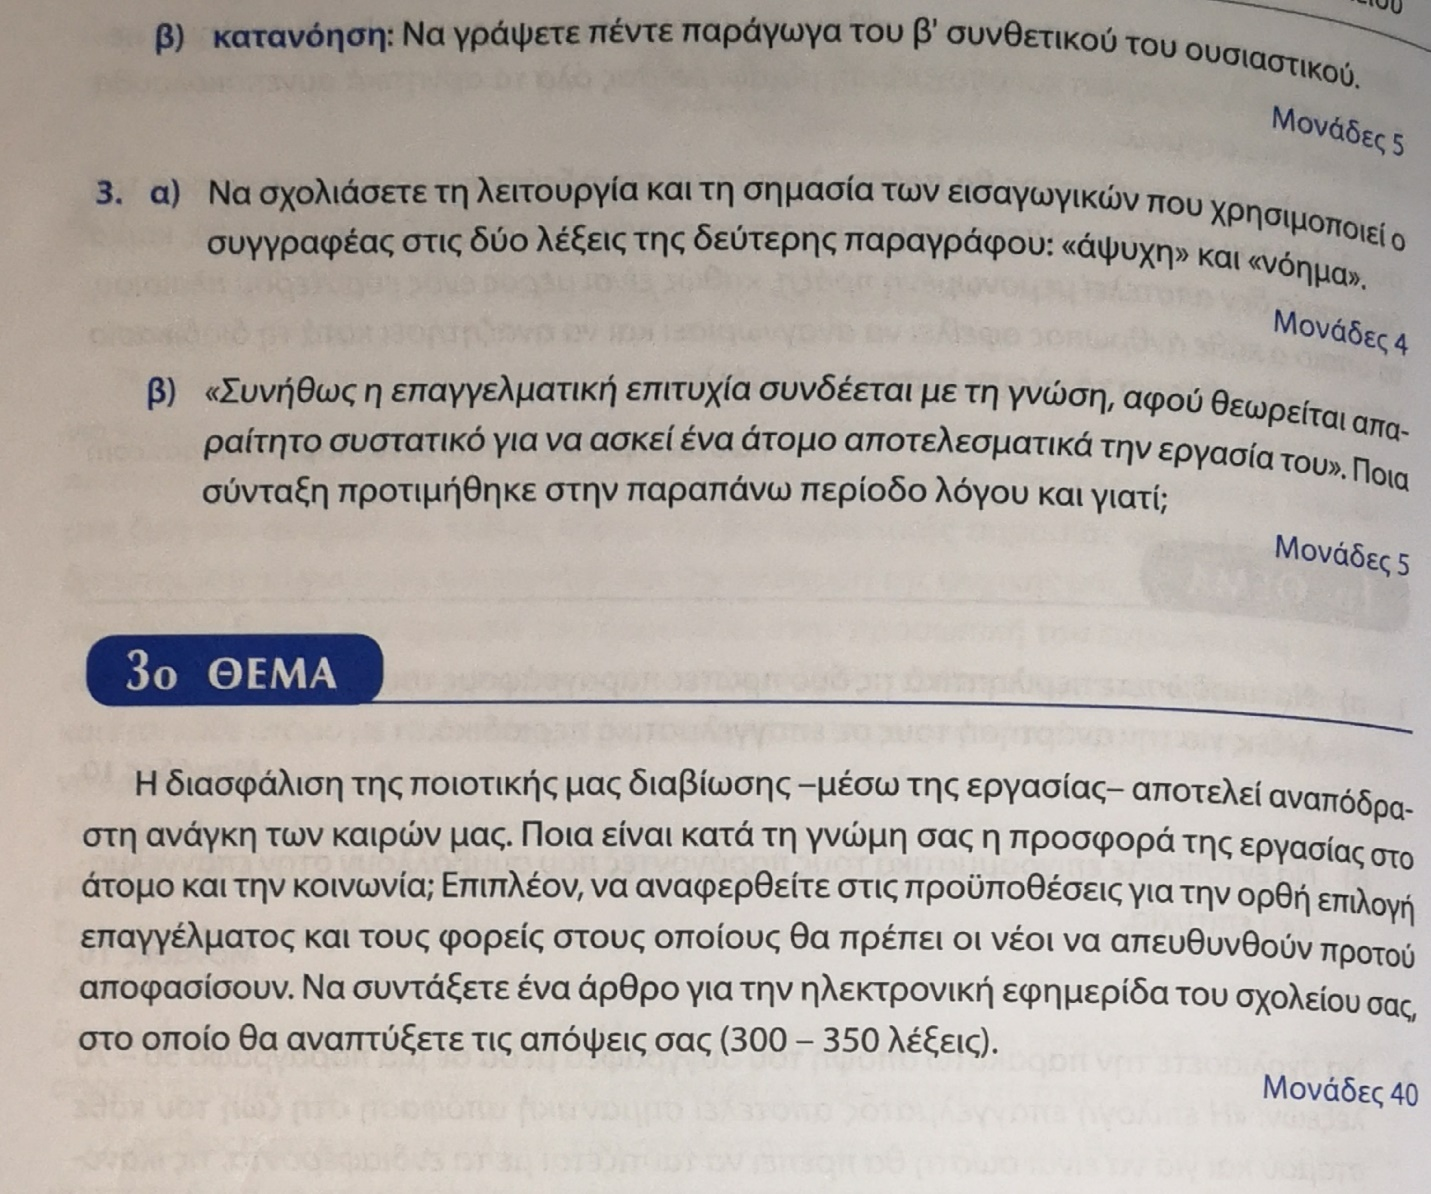 β) κατανόηση: Να γράψετε πέντε παράγωγα του β' συνθετικού του ουσιαστικού.
Μονάδες 5
3. α) Να σχολιάσετε τη λειτουργία και τη σημασία των εισαγωγικών που χρησιμοποιεί ο
συγγραφέας στις δύο λέξεις της δεύτερης παραγράφου: «άψυχη» και «νόημα».
Μονάδες 4
β) «Συνήθως η επαγγελματική επιτυχία συνδέεται με τη γνώση, αφού θεωρείται απα-
ραίτητο συστατικό για να ασκεί ένα άτομο αποτελεσματικά την εργασία του». Ποια
σύνταξη προτιμήθηκε στην παραπάνω περίοδο λόγου και γιατί;
Μονάδες 5
3ο ΘΕΜΑ
Η διασφάλιση της ποιοτικής μας διαβίωσης –μέσω της εργασίας– αποτελεί αναπόδρα-
στη ανάγκη των καιρών μας. Ποια είναι κατά τη γνώμη σας η προσφορά της εργασίας στο
άτομο και την κοινωνία; Επιπλέον, να αναφερθείτε στις προϋποθέσεις για την ορθή επιλογή
επαγγέλματος και τους φορείς στους οποίους θα πρέπει οι νέοι να απευθυνθούν προτού
αποφασίσουν. Να συντάξετε ένα άρθρο για την ηλεκτρονική εφημερίδα του σχολείου σας,
στο οποίο θα αναπτύξετε τις απόψεις σας (300 – 350 λέξεις).
Μονάδες 40